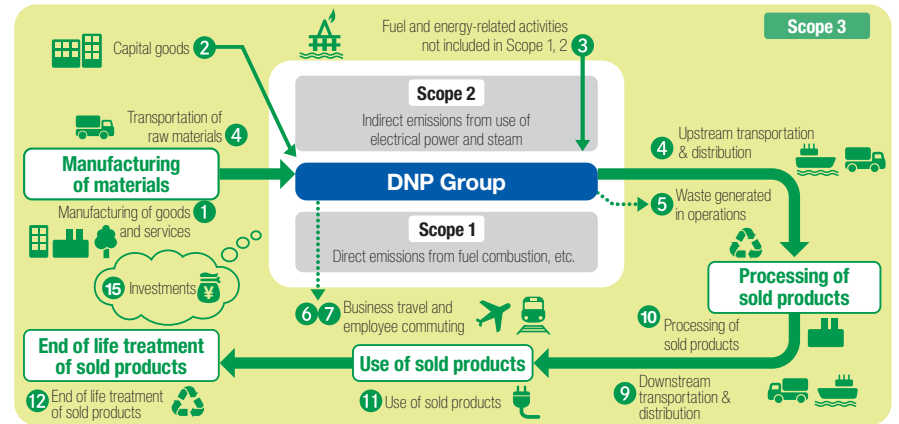 Scope 3
Capital goods 2
Fuel and energy-related activities
not included in Scope 1, 2 3
Scope 2
Indirect emissions from use of
electrical power and steam
Transportation of
raw materials 4
Manufacturing
of materials
DNP Group
4 Upstream transportation
& distribution
5 Waste generated
in operations
Manufacturing of goods 1
and services
Scope 1
Direct emissions from fuel combustion, etc.
15 Investments ¥
6 7 Business travel and
employee commuting
Processing of
sold products
10 Processing of
sold products
End of life treatment
of sold products
Use of sold products
12 End of life treatment
of sold products
11 Use of sold products
9 Downstream
transportation &
distribution